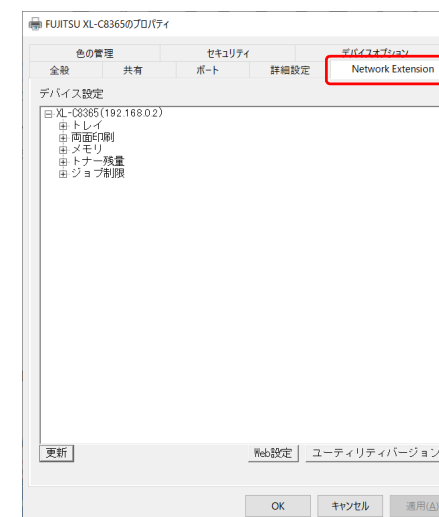 FUJITSU XL-C8365のプロパティ
色の管理 セキュリティ デバイスオプション
全般 共有 ポート 詳細設定 Network Extension
デバイス設定
XL-C8365(192.168.0.2)
トレイ
両面印刷
メモリ
トナー残量
ジョブ制限
更新 Web設定 ユーティリティバージョン
OK キャンセル 適用(A)